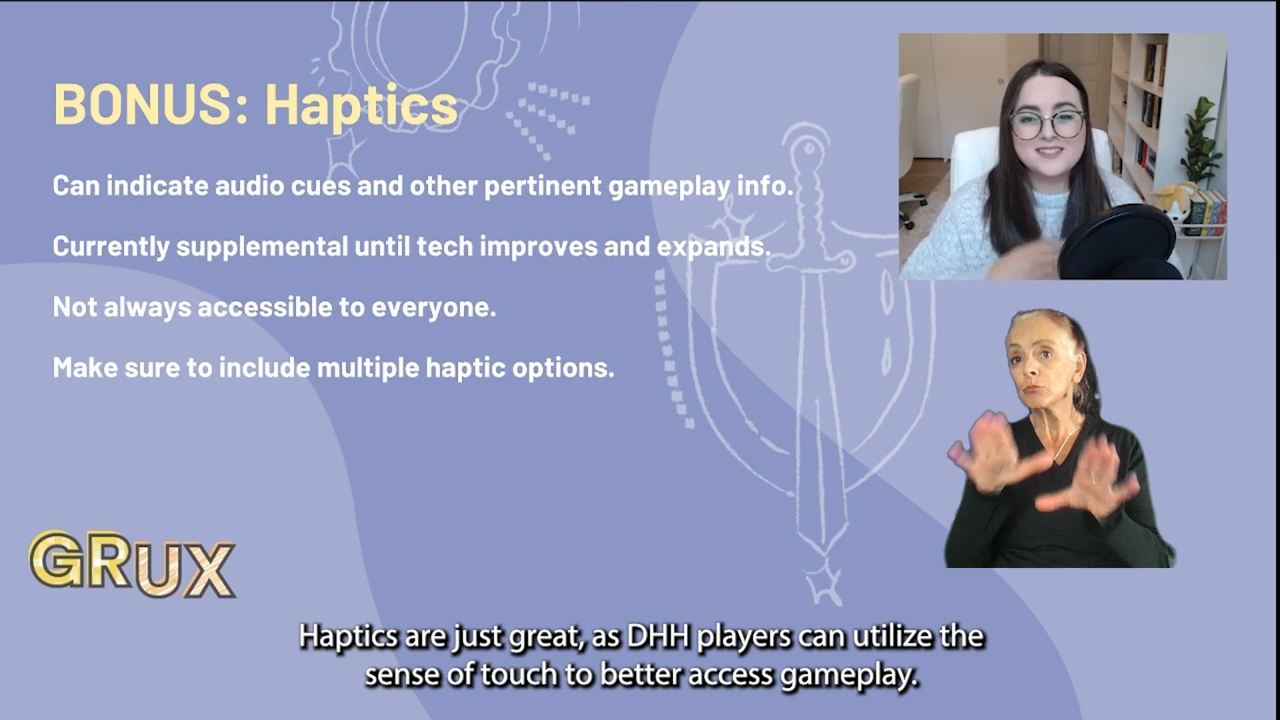 BONUS: Haptics
Can indicate audio cues and other pertinent gameplay info.
Currently supplemental until tech improves and expands.
Not always accessible to everyone.
Make sure to include multiple haptic options.
GRUX
Haptics are just great, as DHH players can utilize the
sense of touch to better access gameplay.